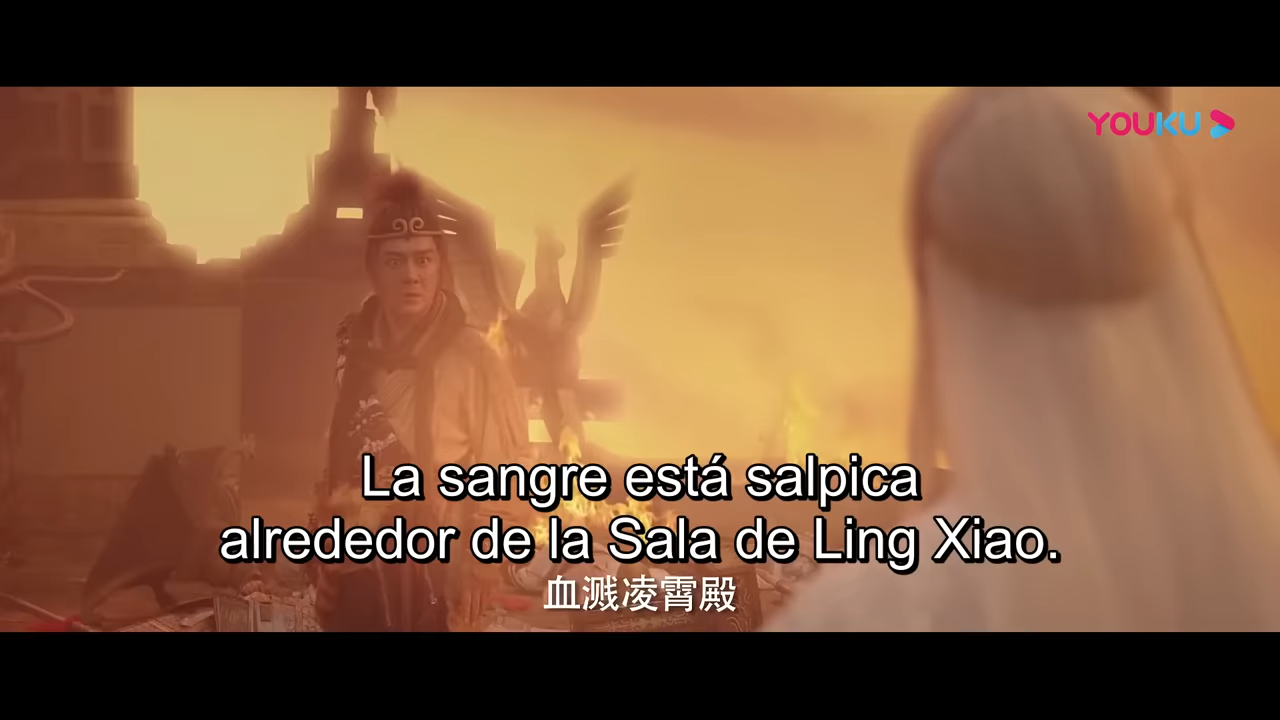 YOUKU
La sangre está salpica
alrededor de la Sala de Ling Xiao.
血溅凌霄殿